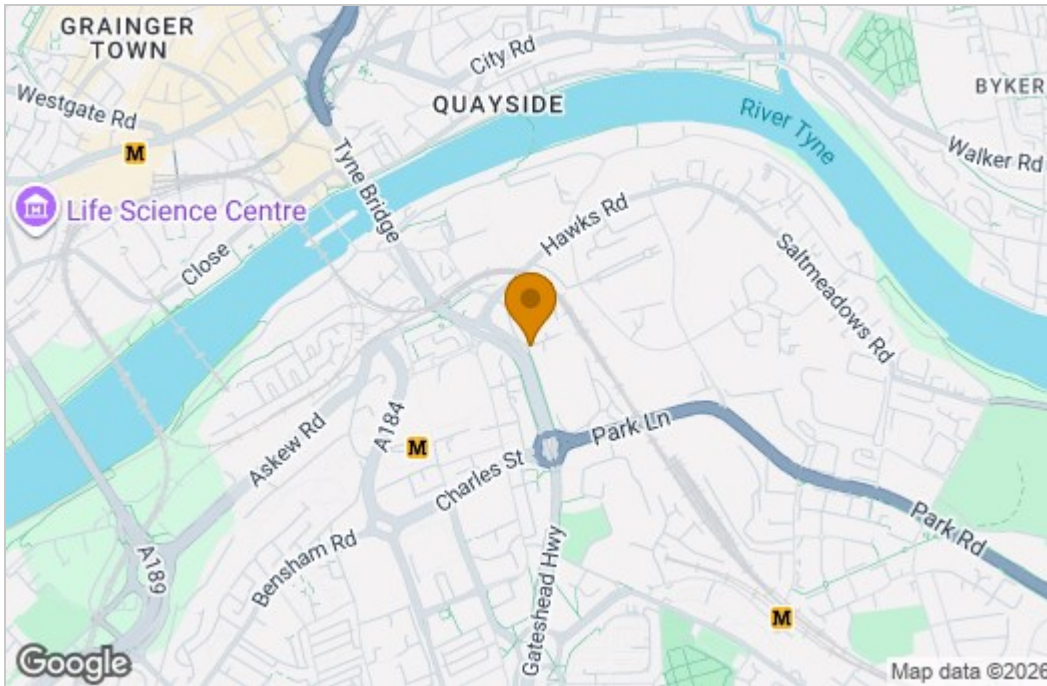 GRAINGER
TOWN
City Rd
QUAYSIDE
BYKER
Westgate Rd
M
River Tyne
Walker Rd
Tyne Bridge
Life Science Centre
Hawks Rd
Close
Saltmeadows Rd
Askew Rd
A184
M
Park Ln
Charles St
Park Rd
A189
Bensham Rd
Gateshead Hwy
M
Google
Map data ©2026